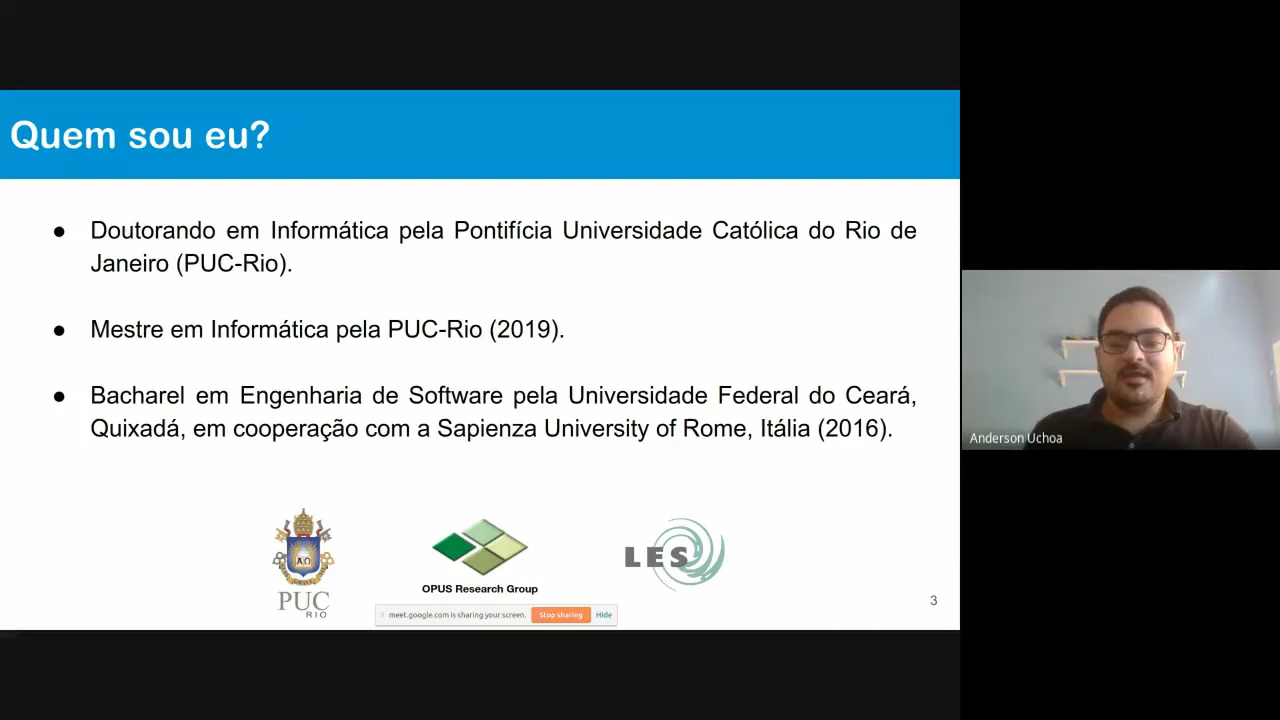 Quem sou eu?
● Doutorando em Informática pela Pontifícia Universidade Católica do Rio de
Janeiro (PUC-Rio).
● Mestre em Informática pela PUC-Rio (2019).
● Bacharel em Engenharia de Software pela Universidade Federal do Ceará,
Quixadá, em cooperação com a Sapienza University of Rome, Itália (2016).
Anderson Uchoa
PUC
RIO
OPUS Research Group
LES
meet.google.com is sharing your screen. Stop sharing Hide
3